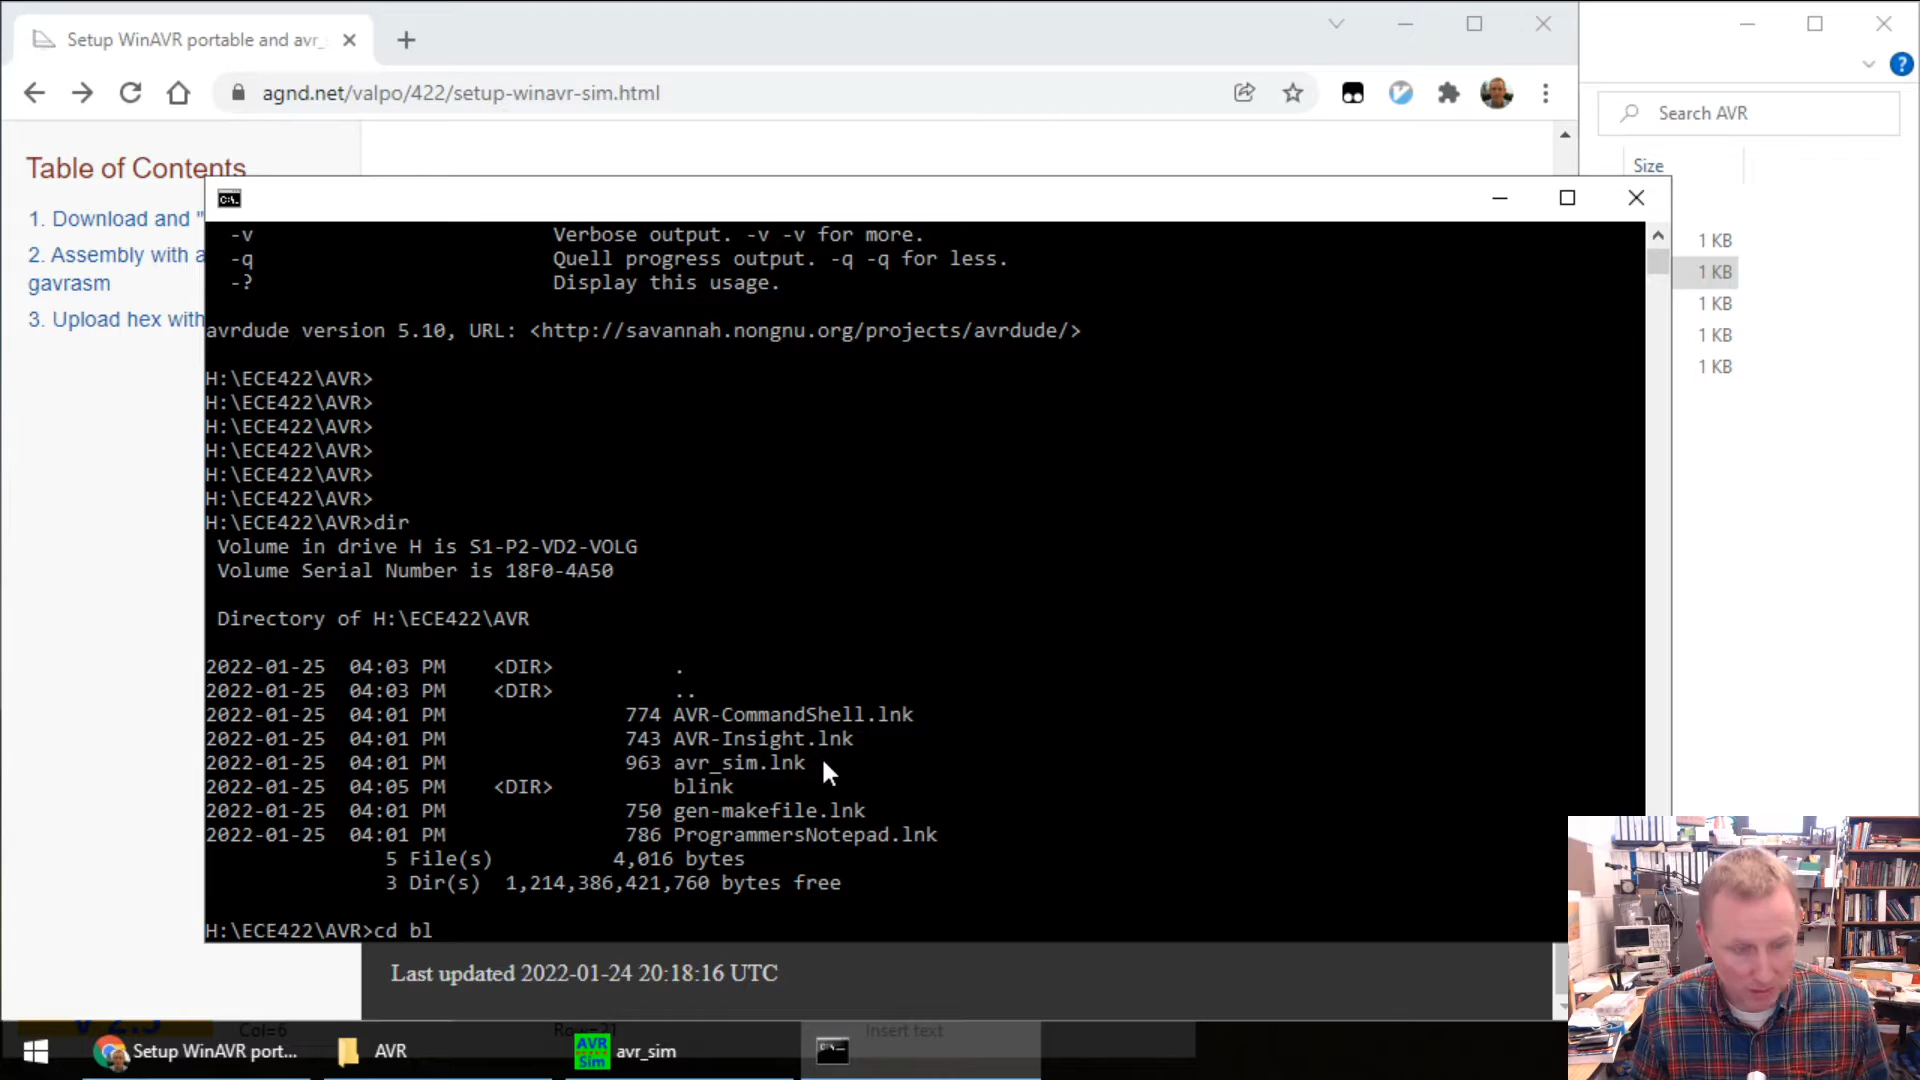 Setup WinAVR portable and avr_
agnd.net/valpo/422/setup-winavr-sim.html
Search AVR
Size
Table of Contents
1. Download and "
2. Assembly with a
gavrasm
3. Upload hex with
1 KB
1 KB
1 KB
1 KB
1 KB
-v Verbose output. -v -v for more.
-q Quell progress output. -q -q for less.
-? Display this usage.
avrdude version 5.10, URL: <http://savannah.nongnu.org/projects/avrdude/>
H:\ECE422\AVR>
H:\ECE422\AVR>
H:\ECE422\AVR>
H:\ECE422\AVR>
H:\ECE422\AVR>
H:\ECE422\AVR>
H:\ECE422\AVR>dir
Volume in drive H is S1-P2-VD2-VOLG
Volume Serial Number is 18F0-4A50
Directory of H:\ECE422\AVR
2022-01-25 04:03 PM <DIR> .
2022-01-25 04:03 PM <DIR> ..
2022-01-25 04:01 PM 774 AVR-CommandShell.lnk
2022-01-25 04:01 PM 743 AVR-Insight.lnk
2022-01-25 04:01 PM 963 avr_sim.lnk
2022-01-25 04:05 PM <DIR> blink
2022-01-25 04:01 PM 750 gen-makefile.lnk
2022-01-25 04:01 PM 786 ProgrammersNotepad.lnk
5 File(s) 4,016 bytes
3 Dir(s) 1,214,386,421,760 bytes free
H:\ECE422\AVR>cd bl
Last updated 2022-01-24 20:18:16 UTC
V 2.5 Col=6 Row=21 Insert text
Setup WinAVR port... AVR AVR Sim avr_sim